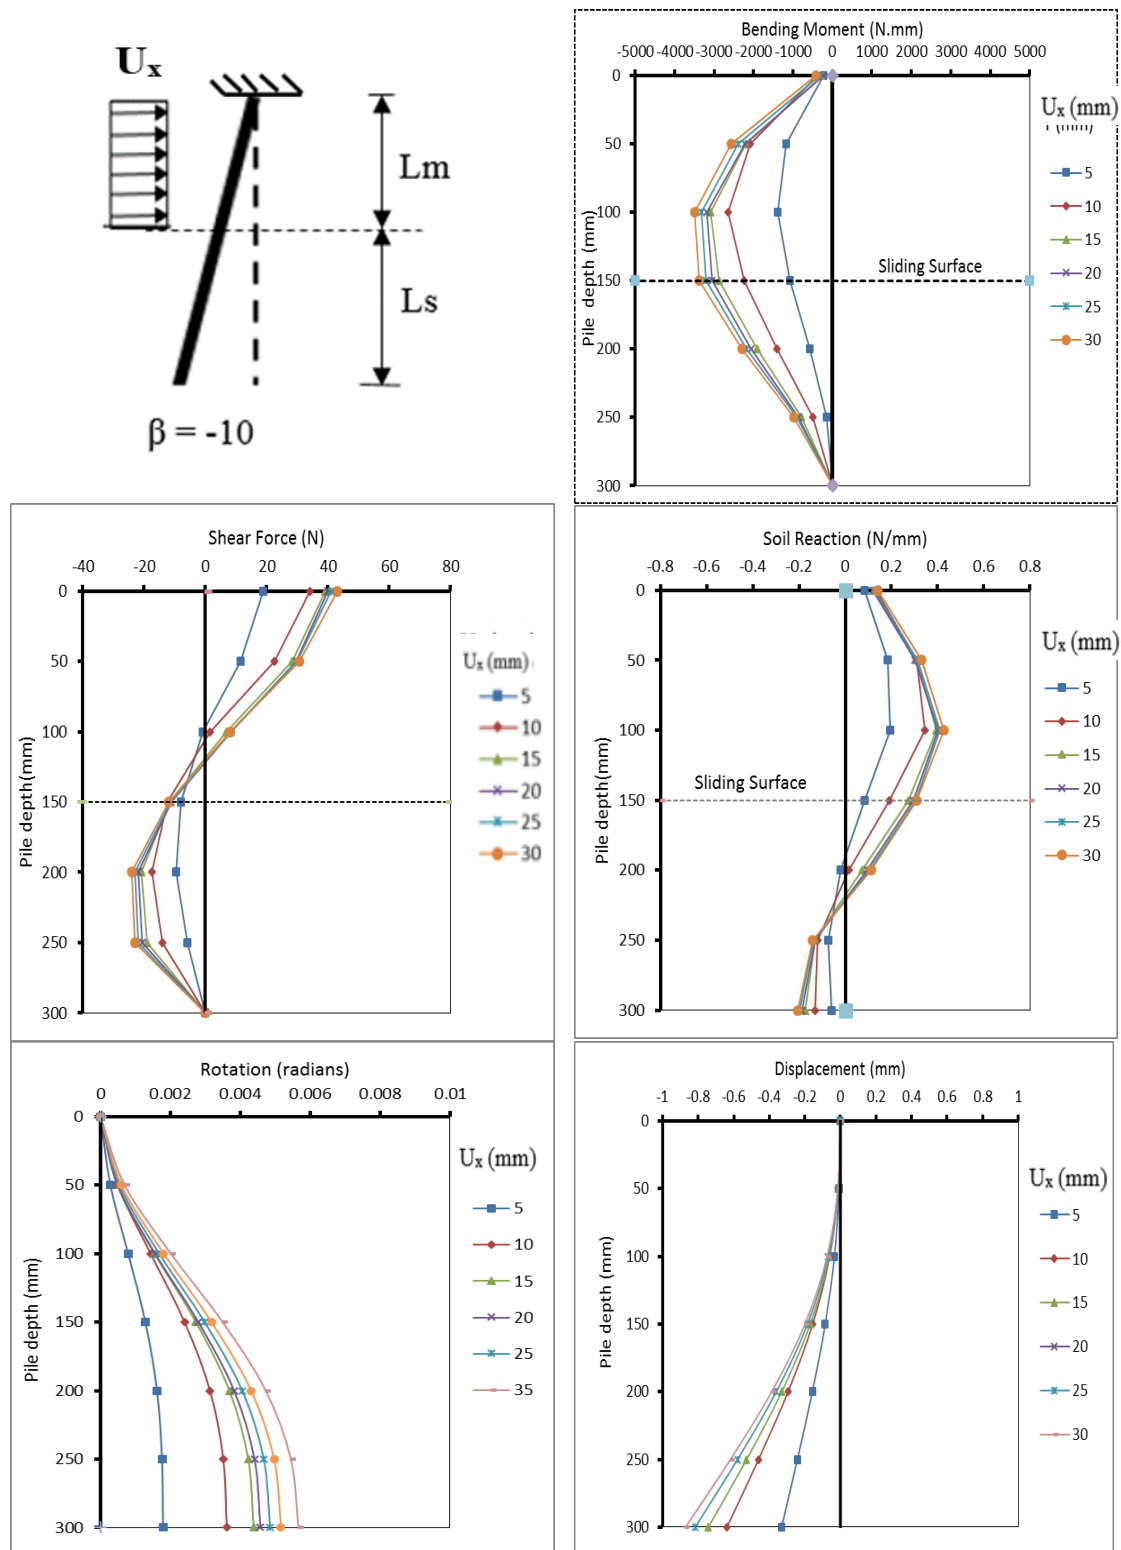 Uₓ
Lm
Ls
β = -10
Bending Moment (N.mm)
-5000 -4000 -3000 -2000 -1000 0 1000 2000 3000 4000 5000
0
50
100
150
200
250
300
Pile depth (mm)
Sliding Surface
Uₓ (mm)
5
10
15
20
25
30
Shear Force (N)
-40 -20 0 20 40 60 80
0
50
100
150
200
250
300
Pile depth(mm)
Uₓ (mm)
5
10
15
20
25
30
Soil Reaction (N/mm)
-0.8 -0.6 -0.4 -0.2 0 0.2 0.4 0.6 0.8
0
50
100
150
200
250
300
Pile depth(mm)
Sliding Surface
Uₓ (mm)
5
10
15
20
25
30
Rotation (radians)
0 0.002 0.004 0.006 0.008 0.01
0
50
100
150
200
250
300
Pile depth (mm)
Uₓ (mm)
5
10
15
20
25
35
Displacement (mm)
-1 -0.8 -0.6 -0.4 -0.2 0 0.2 0.4 0.6 0.8 1
0
50
100
150
200
250
300
Pile depth (mm)
Uₓ (mm)
5
10
15
20
25
30